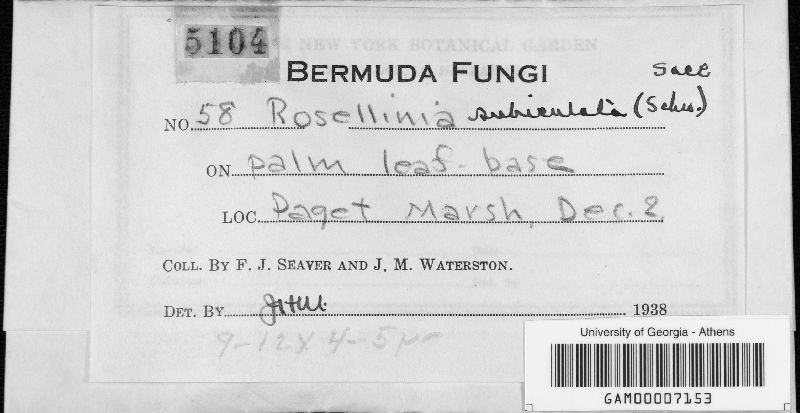 5104
NEW YORK BOTANICAL GARDEN
BERMUDA FUNGI
Sacc
NO. 58 Rosellinia subiculata (Schw.)
ON palm leaf-base
LOC. Paget Marsh, Dec. 2
COLL. BY F. J. SEAVER AND J. M. WATERSTON.
DET. BY JHM 1938
9-12 X 4-5 μ
University of Georgia - Athens
GAM00007153